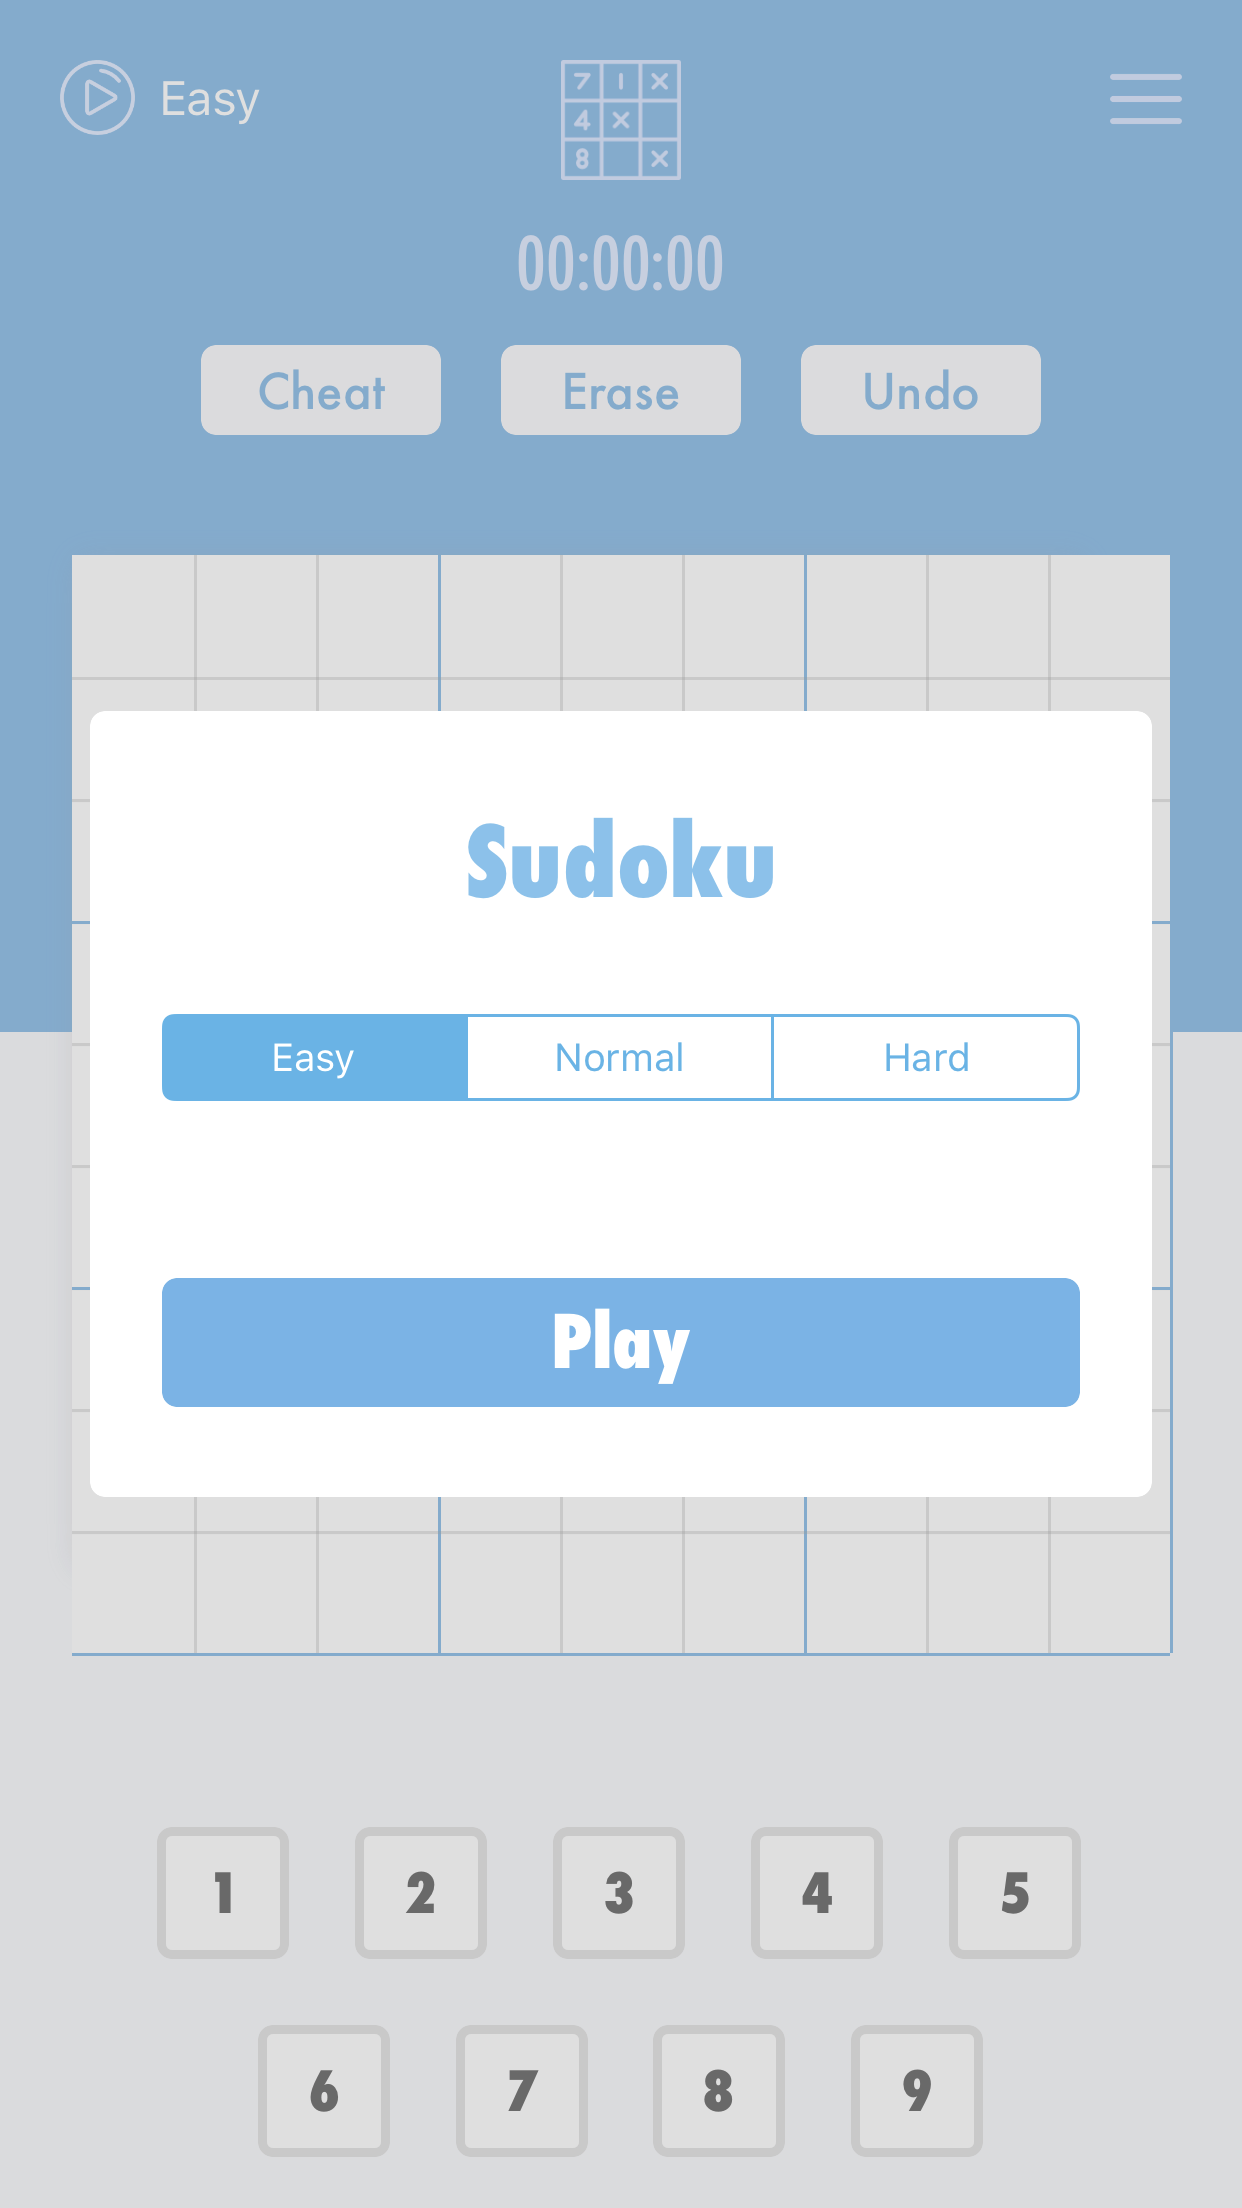 Easy
7 1 ×
4 ×
8 ×
00:00:00
Cheat Erase Undo
Sudoku
Easy Normal Hard
Play
1 2 3 4 5
6 7 8 9